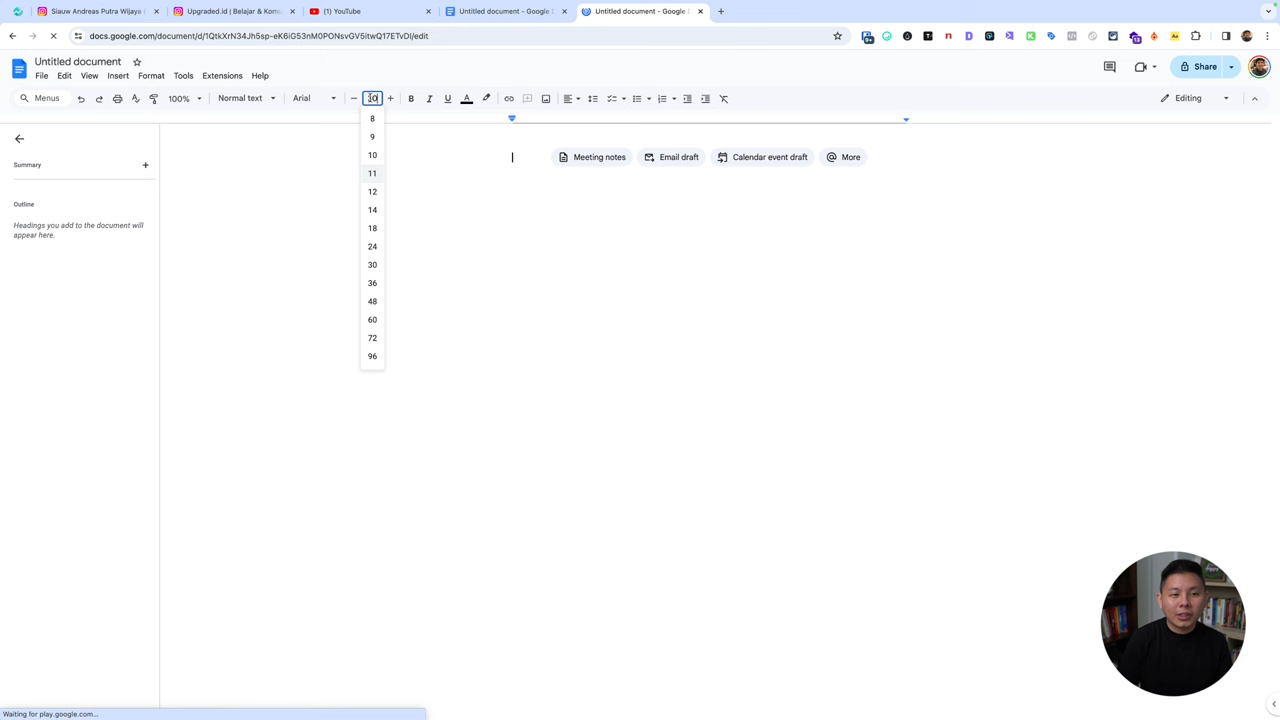 Siauw Andreas Putra Wijaya
Upgraded.id | Belajar & Komu
(1) YouTube
Untitled document - Google D
Untitled document - Google D
docs.google.com/document/d/1QtkXrN34Jh5sp-eK6iG53nM0PONsvGV5itwQ17ETvDI/edit
Untitled document
File Edit View Insert Format Tools Extensions Help
Share
Menus
100%
Normal text
Arial
30
Editing
8
9
10
11
12
14
18
24
30
36
48
60
72
96
Summary
Outline
Headings you add to the document will
appear here.
Meeting notes
Email draft
Calendar event draft
More
Waiting for play.google.com...